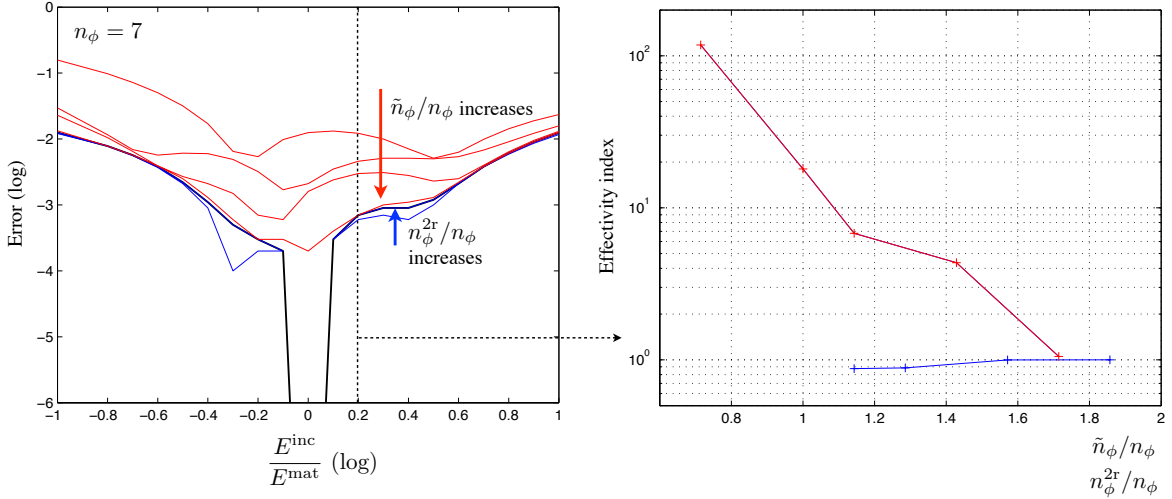 n_ϕ = 7
Error (log)
0
−1
−2
−3
−4
−5
−6
ñ_ϕ/n_ϕ increases
n_ϕ^{2r}/n_ϕ
increases
−1 −0.8 −0.6 −0.4 −0.2 0 0.2 0.4 0.6 0.8 1
E^{inc}
E^{mat}
(log)
Effectivity index
10^2
10^1
10^0
0.8 1 1.2 1.4 1.6 1.8 2
ñ_ϕ/n_ϕ
n_ϕ^{2r}/n_ϕ